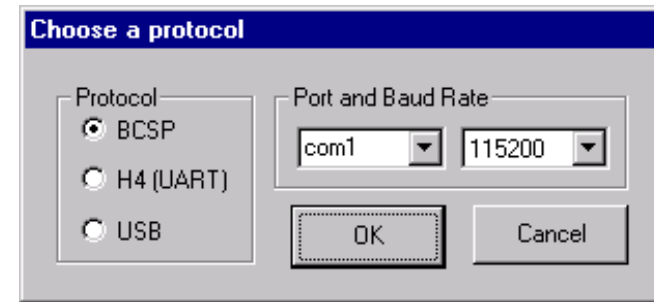 Choose a protocol
Protocol
BCSP
H4 (UART)
USB
Port and Baud Rate
com1
115200
OK
Cancel